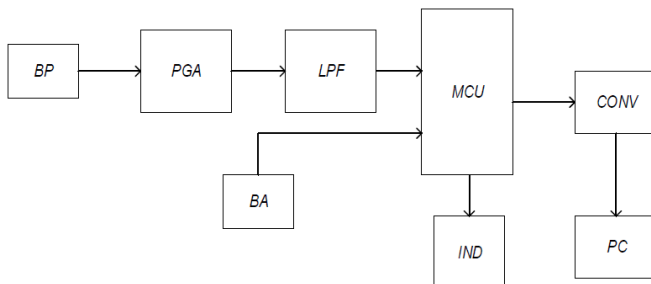 BP
PGA
LPF
MCU
CONV
BA
IND
PC